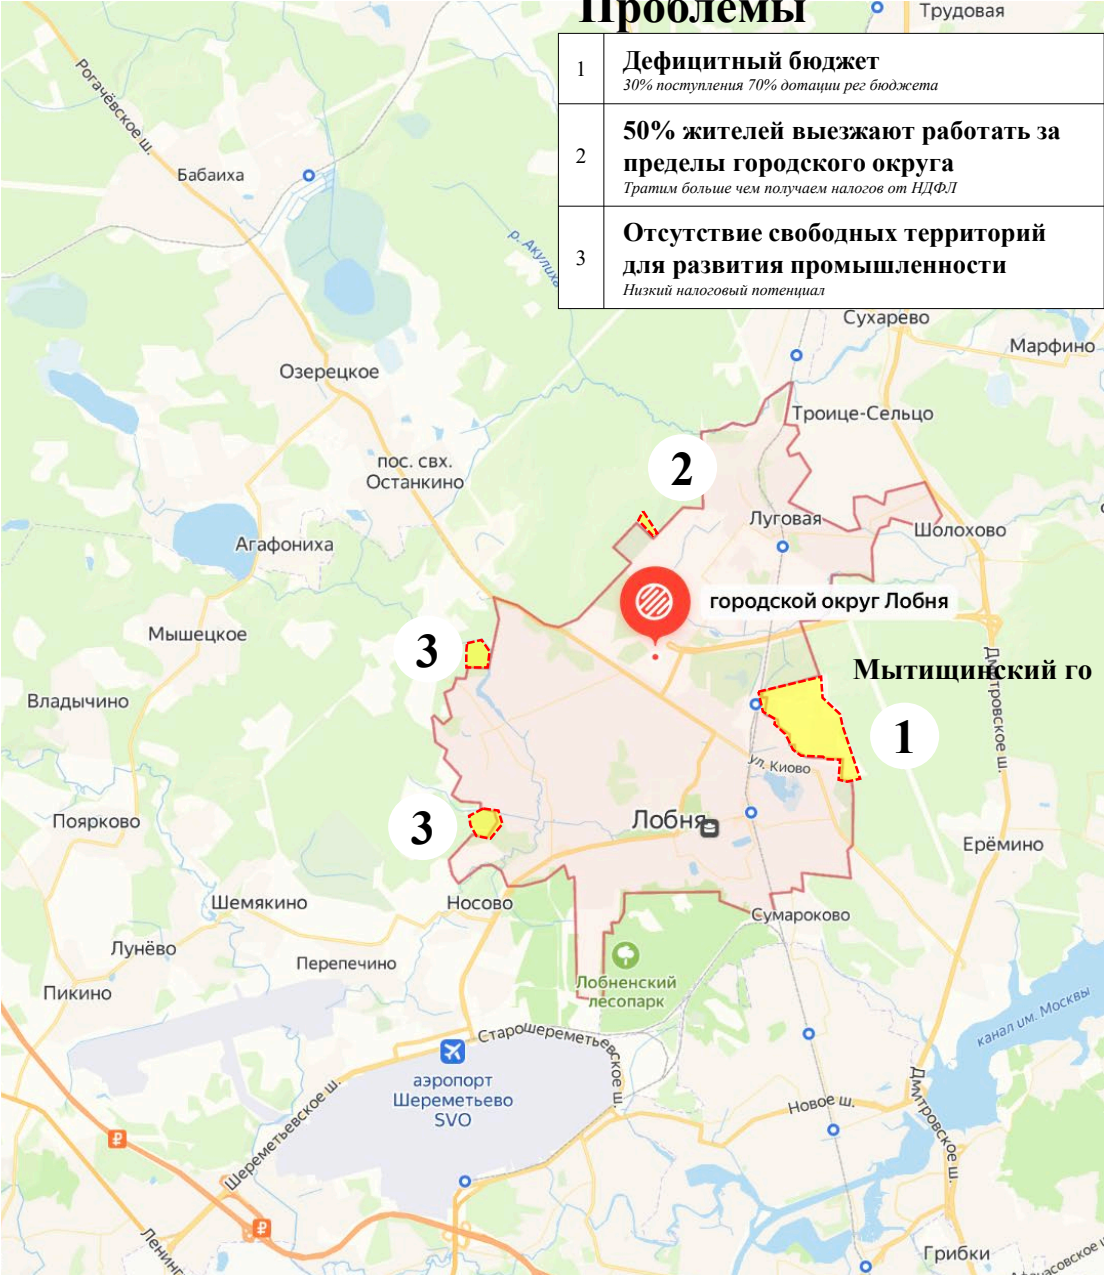 Проблемы
Трудовая
1
Дефицитный бюджет
30% поступления 70% дотации рег бюджета
2
50% жителей выезжают работать за
пределы городского округа
Тратим больше чем получаем налогов от НДФЛ
3
Отсутствие свободных территорий
для развития промышленности
Низкий налоговый потенциал
Рогачёвское ш.
Бабаиха
р. Акулиха
Сухарево
Марфино
Озерецкое
Троице-Сельцо
пос. свх.
Останкино
2
Луговая
Шолохово
Агафониха
городской округ Лобня
Мышецкое
3
Мытищинский го
Дмитровское ш.
Владычино
1
ул. Киово
Поярково
3
Лобня
Ерёмино
Шемякино
Носово
Сумароково
Лунёво
Перепечино
Лобненский
лесопарк
Пикино
канал им. Москвы
Старошереметьевское ш.
аэропорт
Шереметьево
SVO
Шереметьевское ш.
Новое ш.
Дмитровское ш.
Ленинг
Грибки